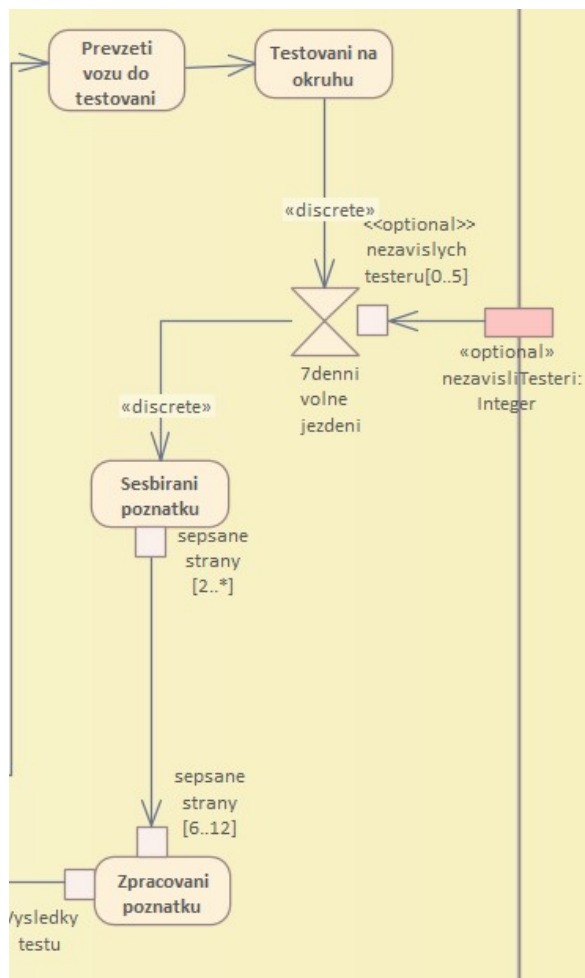 Prevzeti
vozu do
testovani
Testovani na
okruhu
«discrete»
<<optional>>
nezavislych
testeru[0..5]
7denni
volne
jezdeni
«optional»
nezavisliTesteri:
Integer
«discrete»
Sesbirani
poznatku
sepsane
strany
[2..*]
sepsane
strany
[6..12]
Zpracovani
poznatku
Vysledky
testu